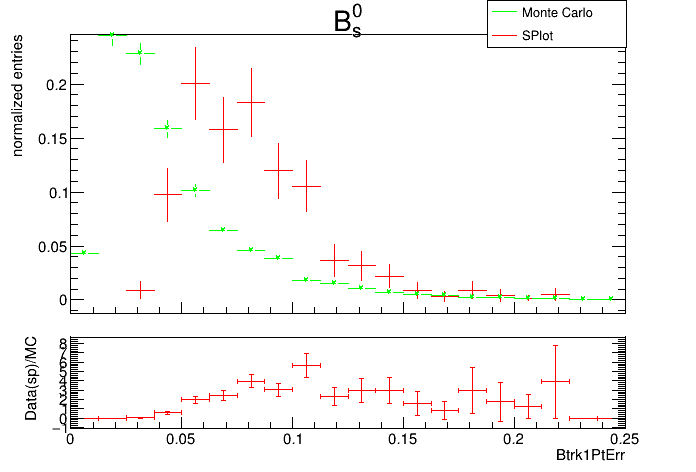 B_s^0
Monte Carlo
SPlot
normalized entries
0.2
0.15
0.1
0.05
0
Data(sp)/MC
8
7
6
5
4
3
2
1
0
−1
0 0.05 0.1 0.15 0.2 0.25
Btrk1PtErr